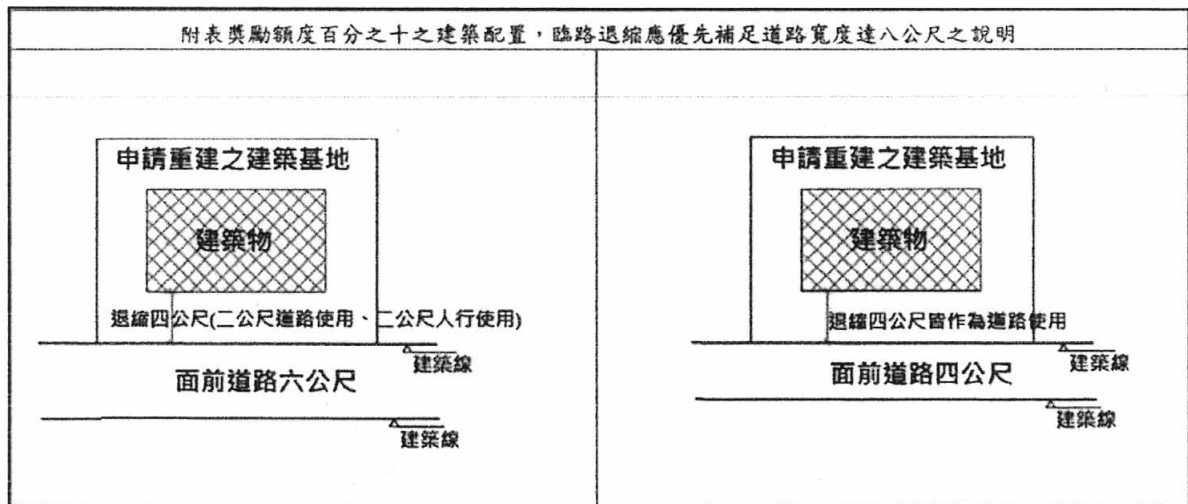 附表獎勵額度百分之十之建築配置，臨路退縮應優先補足道路寬度達八公尺之說明
申請重建之建築基地
建築物
退縮四公尺(二公尺道路使用、二公尺人行使用)
建築線
面前道路六公尺
建築線
申請重建之建築基地
建築物
退縮四公尺皆作為道路使用
建築線
面前道路四公尺
建築線